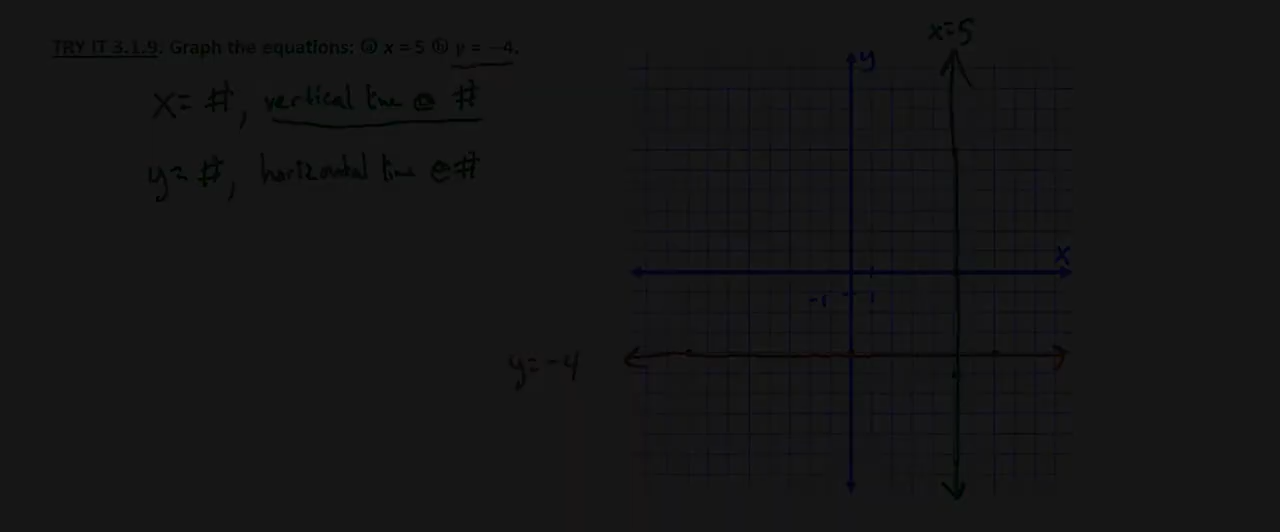 TRY IT 3.1.9. Graph the equations: ⓐ x = 5 ⓑ y = −4.
x = #, vertical line @ #
y = #, horizontal line @ #
x=5
y
x
-1 1
y=-4